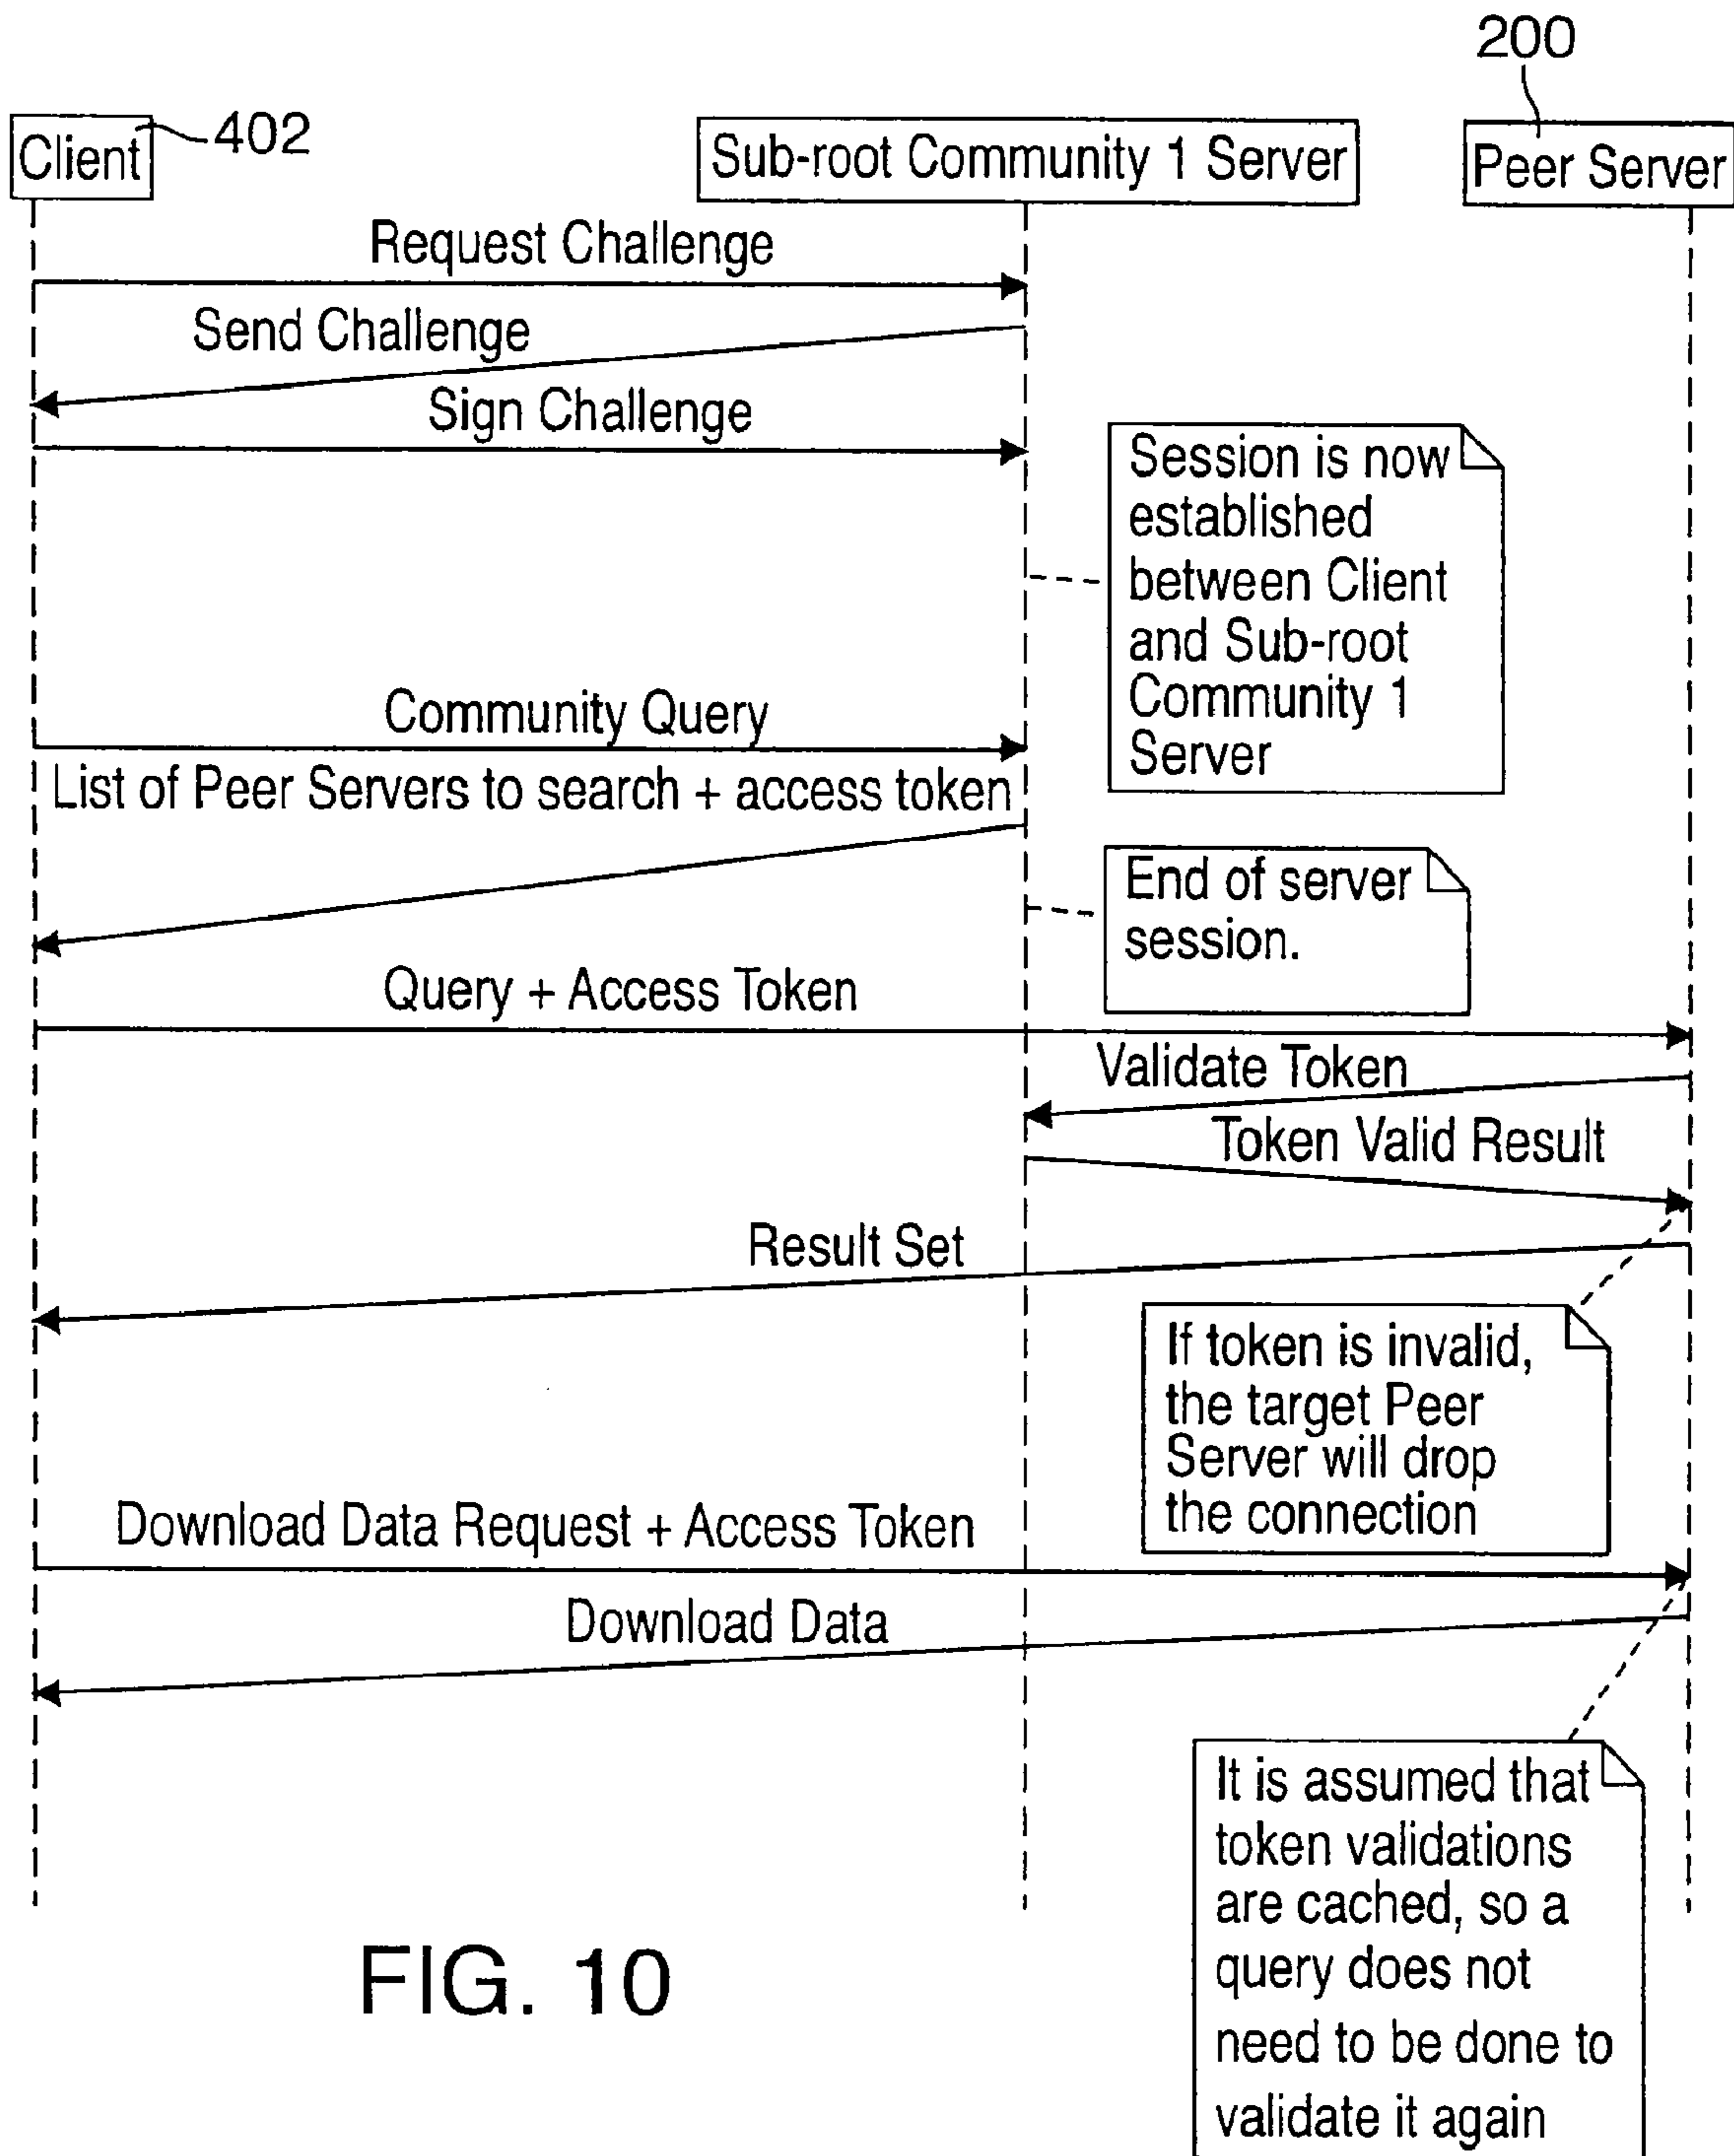 200
Client
402
Sub-root Community 1 Server
Peer Server
Request Challenge
Send Challenge
Sign Challenge
Session is now
established
between Client
and Sub-root
Community 1
Server
Community Query
List of Peer Servers to search + access token
End of server
session.
Query + Access Token
Validate Token
Token Valid Result
Result Set
If token is invalid,
the target Peer
Server will drop
the connection
Download Data Request + Access Token
Download Data
It is assumed that
token validations
are cached, so a
query does not
need to be done to
validate it again
FIG. 10